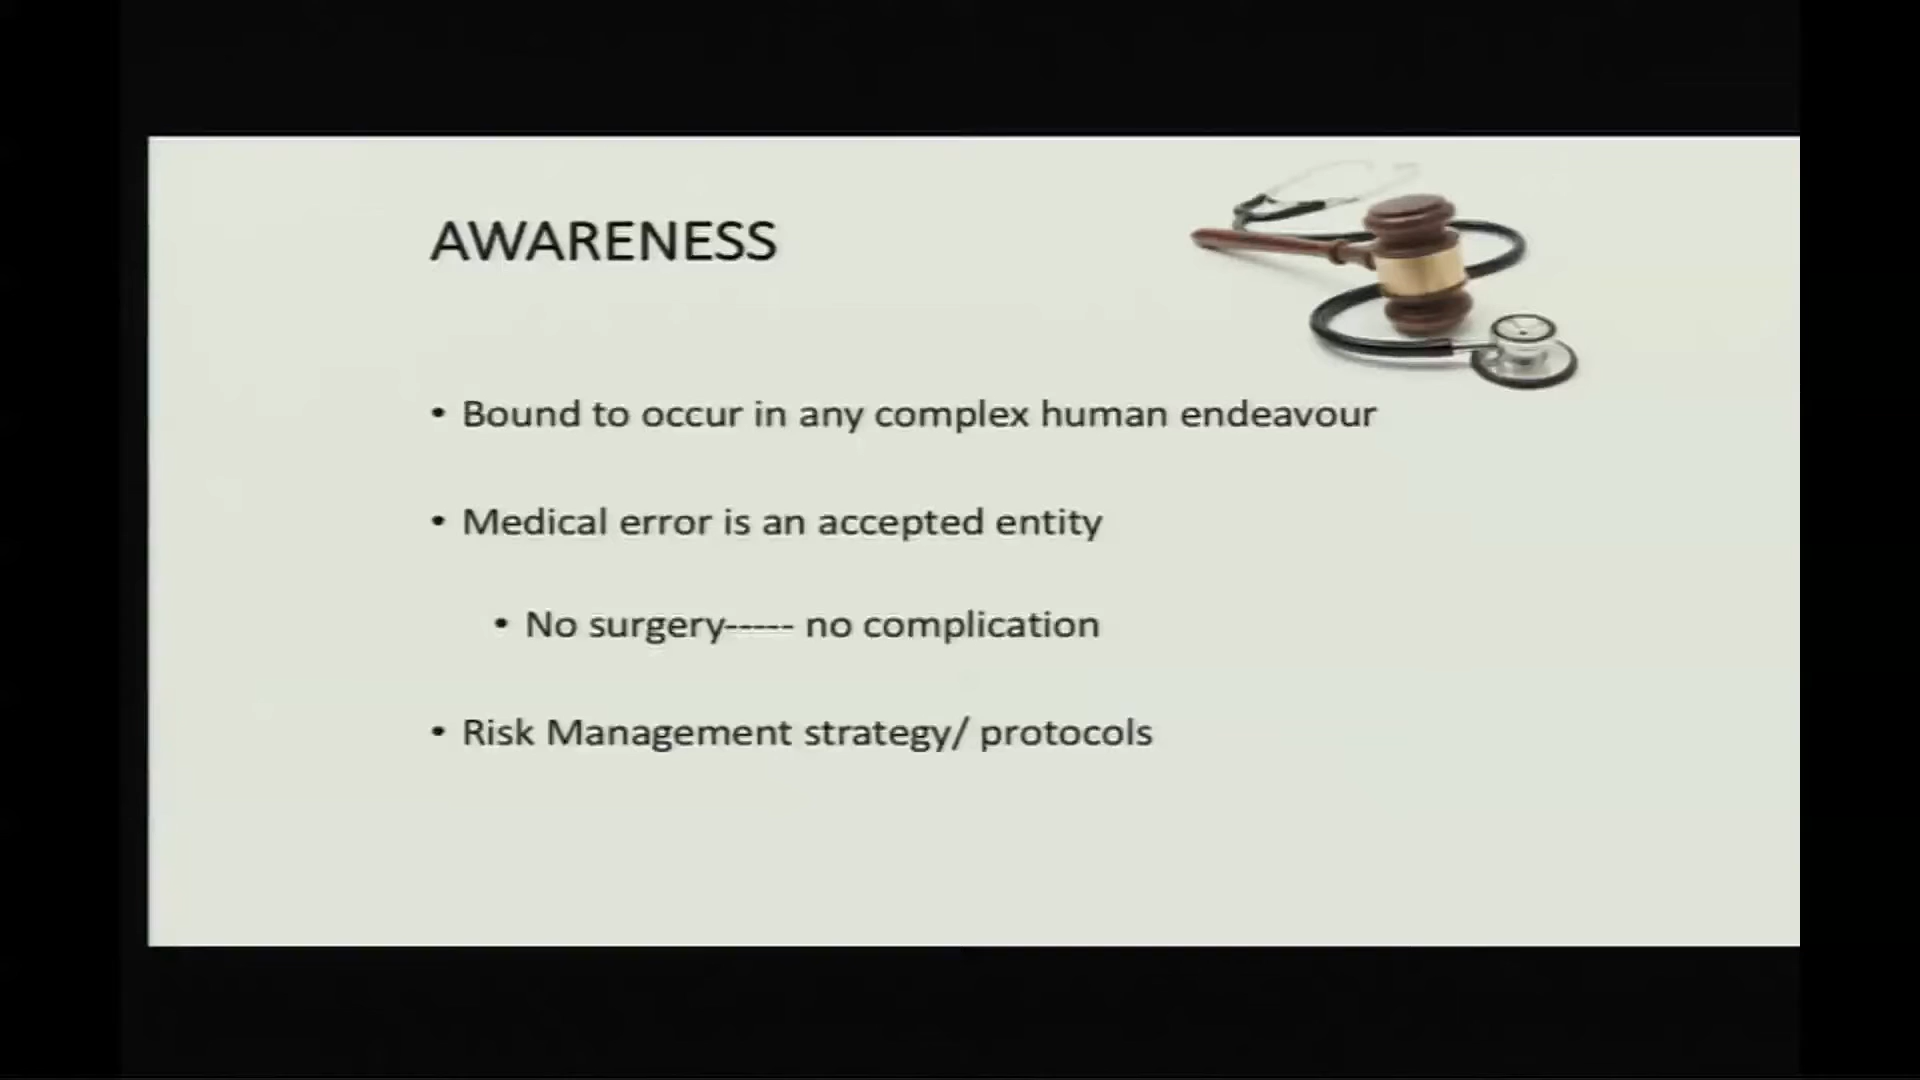 AWARENESS
• Bound to occur in any complex human endeavour
• Medical error is an accepted entity
• No surgery----- no complication
• Risk Management strategy/ protocols